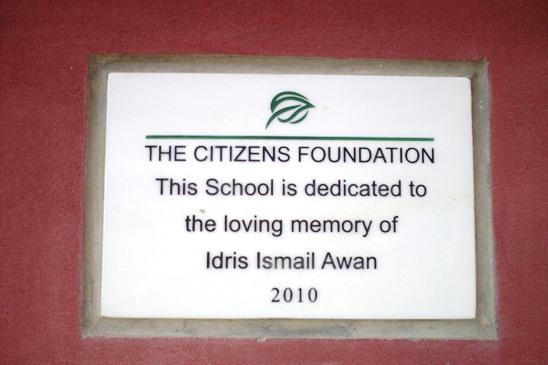 THE CITIZENS FOUNDATION
This School is dedicated to
the loving memory of
Idris Ismail Awan
2010